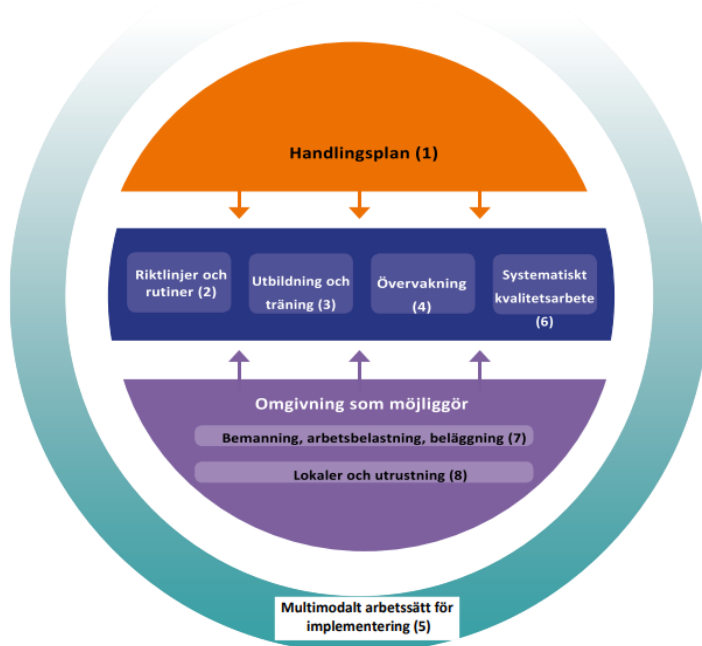 Handlingsplan (1)
Riktlinjer och
rutiner (2)
Utbildning och
träning (3)
Övervakning
(4)
Systematiskt
kvalitetsarbete
(6)
Omgivning som möjliggör
Bemanning, arbetsbelastning, beläggning (7)
Lokaler och utrustning (8)
Multimodalt arbetssätt för
implementering (5)